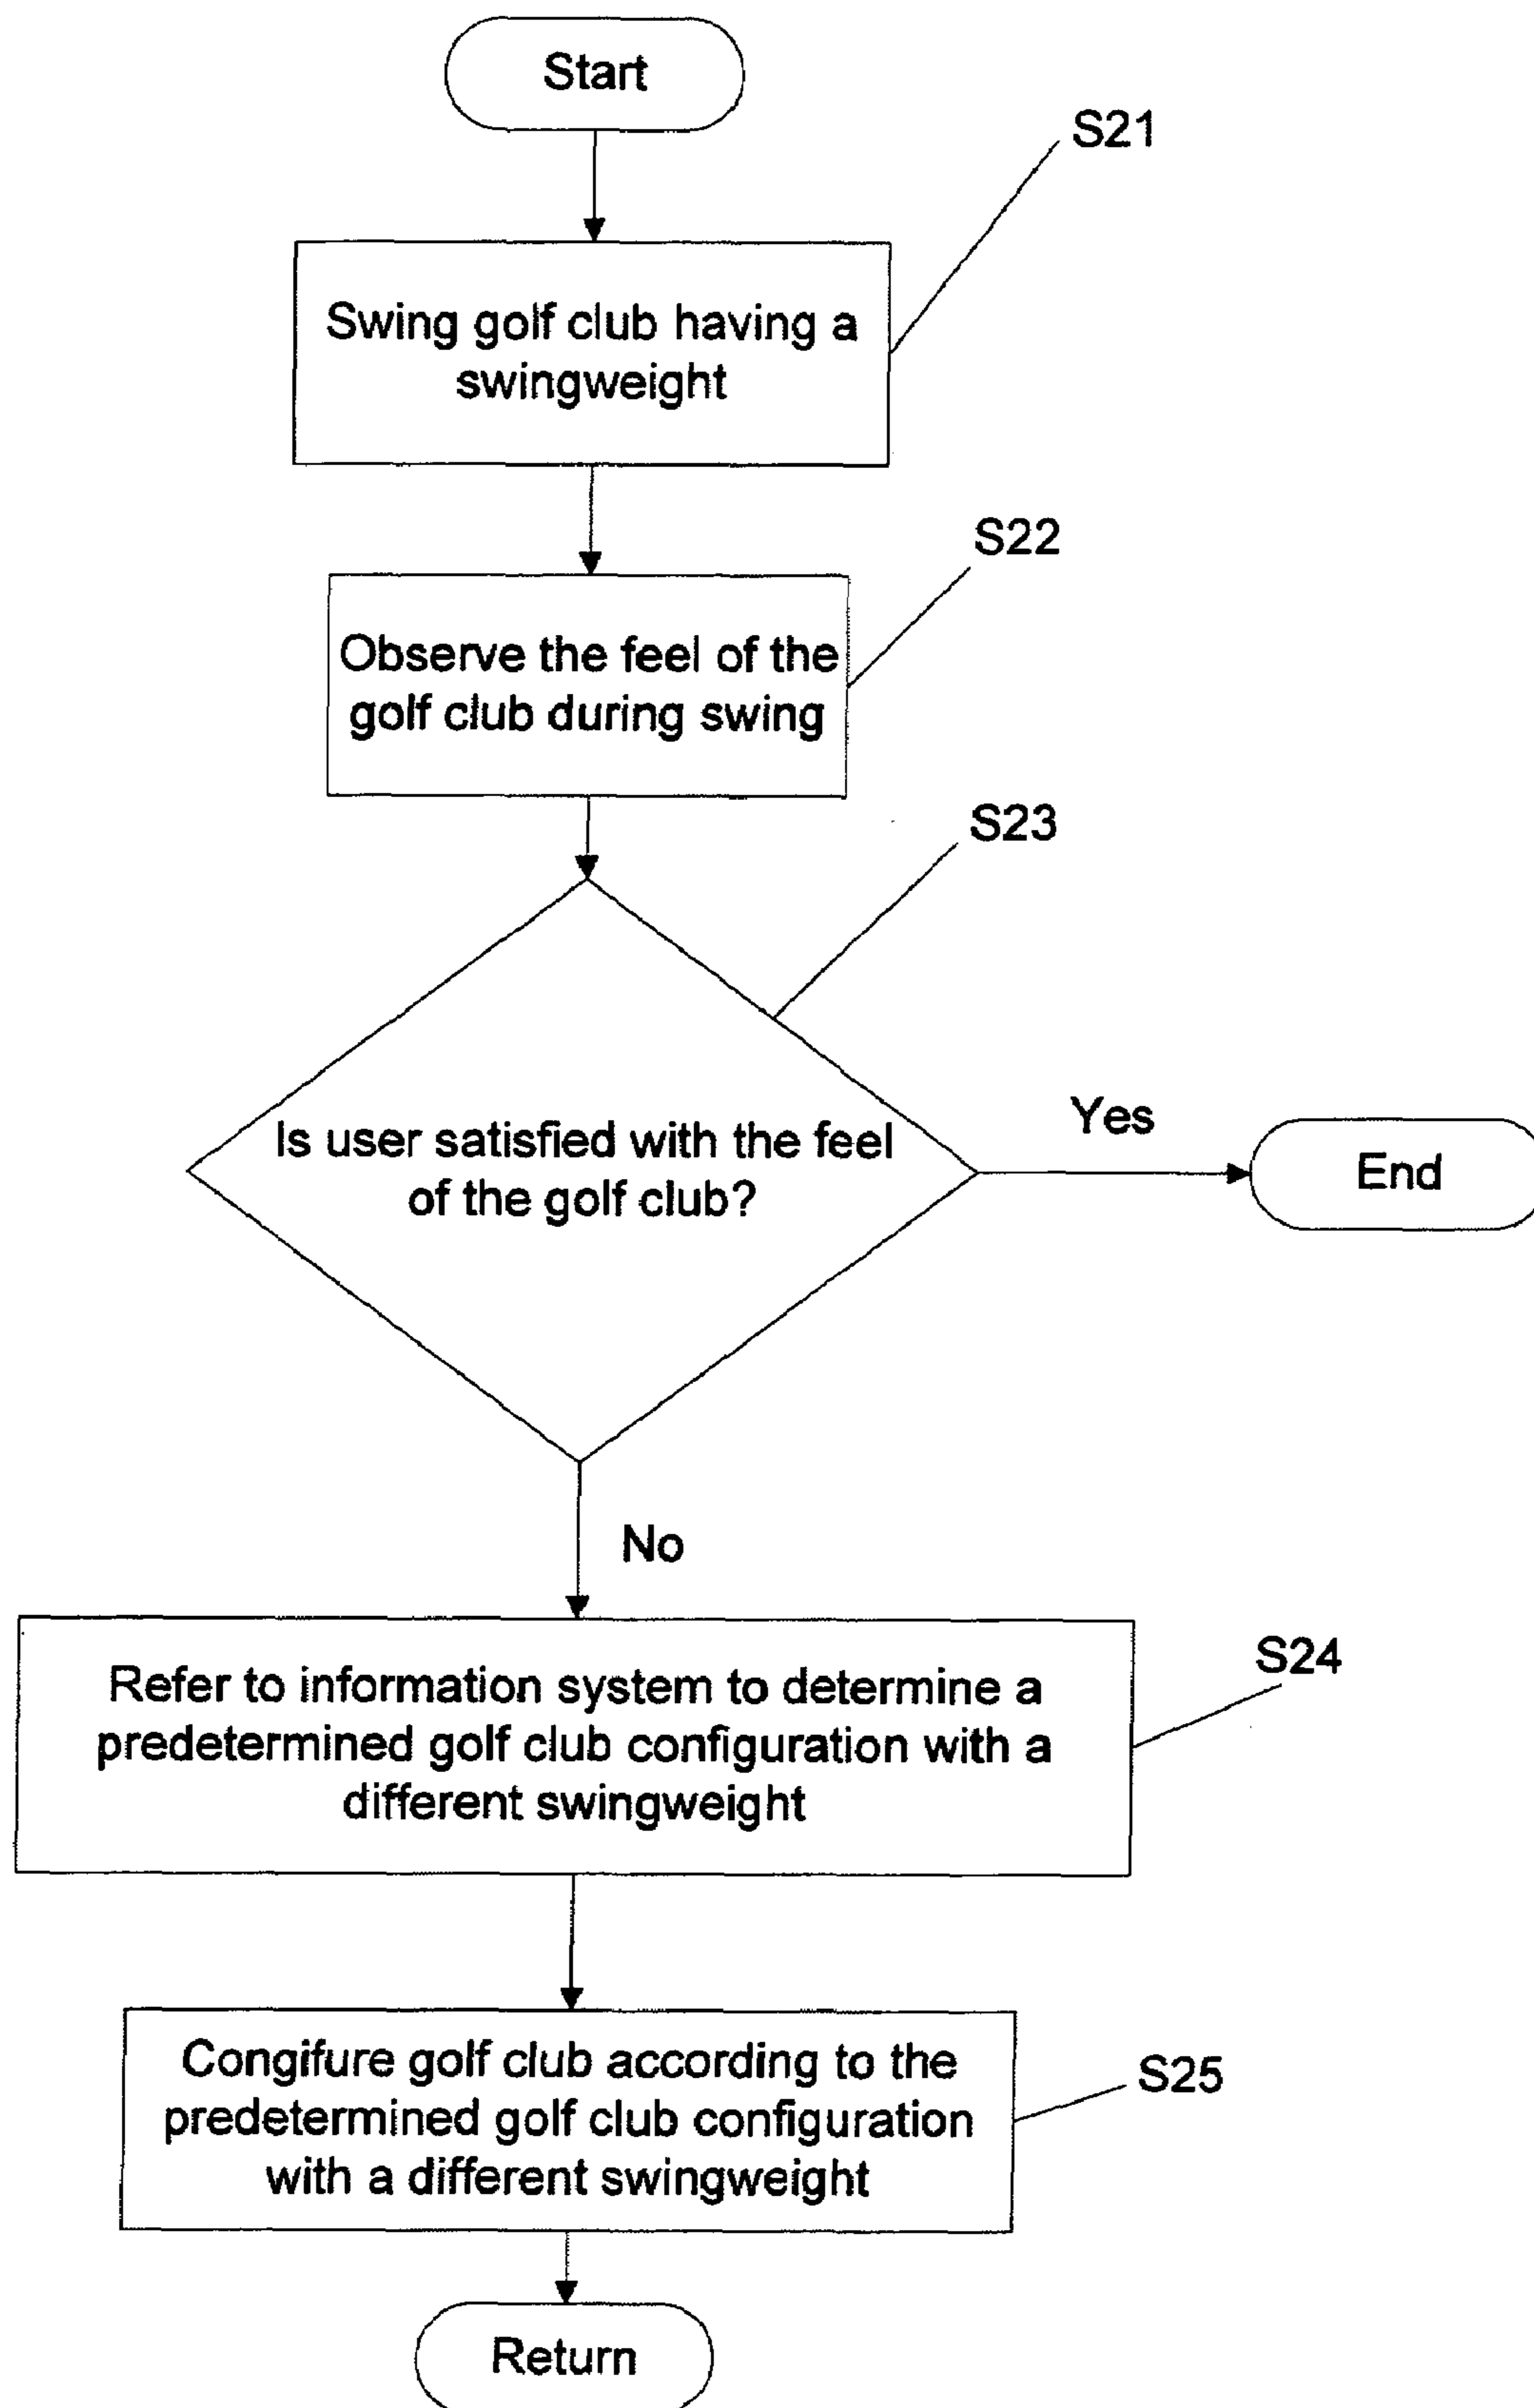 Start
S21
Swing golf club having a
swingweight
S22
Observe the feel of the
golf club during swing
S23
Is user satisfied with the feel
of the golf club?
Yes
End
No
S24
Refer to information system to determine a
predetermined golf club configuration with a
different swingweight
S25
Congifure golf club according to the
predetermined golf club configuration
with a different swingweight
Return